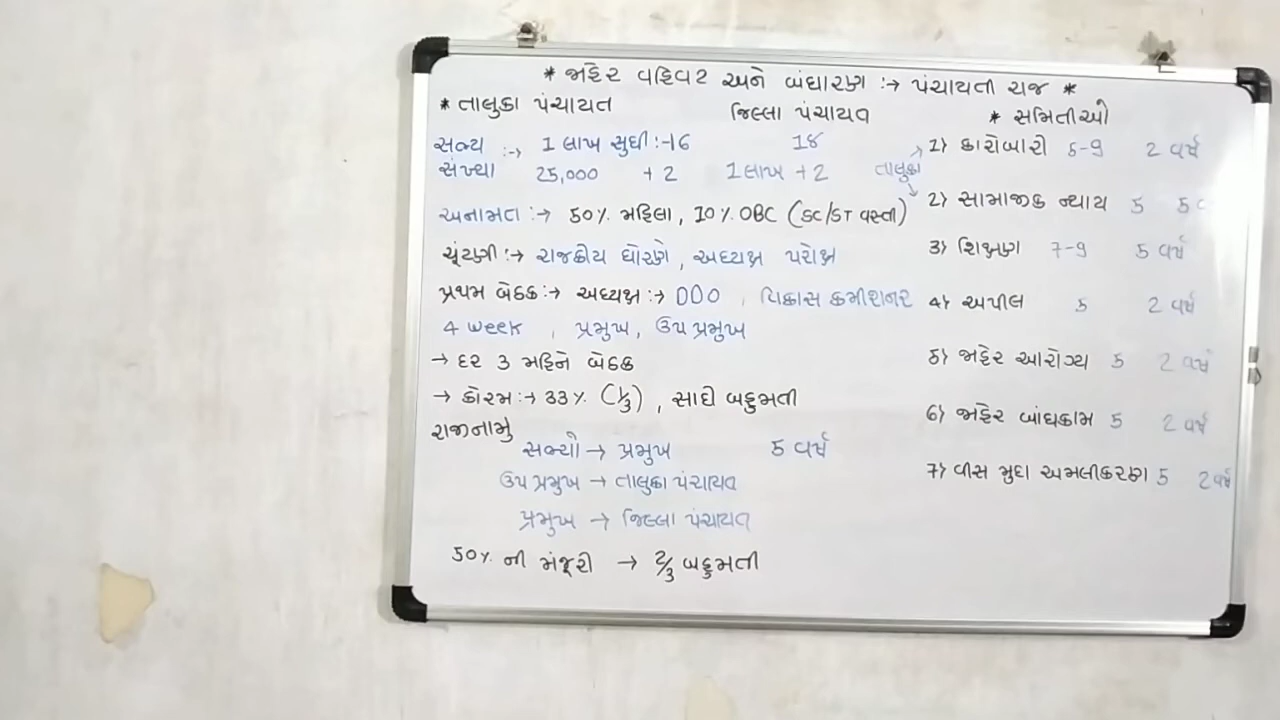 * જાહેર વહિવટ અને બંધારણ :→ પંચાયતી રાજ *
* તાલુકા પંચાયત જિલ્લા પંચાયત
સભ્ય :→ 1 લાખ સુધી :-16 18
સંખ્યા 25,000 +2 1 લાખ +2 તાલુકા
અનામત :→ 50% મહિલા, 10% OBC (SC/ST વસ્તી)
ચૂંટણી :→ રાજકીય ધોરણે, અધ્યક્ષ પરોક્ષ
પ્રથમ બેઠક :→ અધ્યક્ષ :→ DDO, વિકાસ કમીશનર
4 week, પ્રમુખ, ઉપ પ્રમુખ
→ દર 3 મહિને બેઠક
→ કોરમ :→ 33% (1/3), સાદી બહુમતી
રાજીનામું
સભ્યો → પ્રમુખ 5 વર્ષ
ઉપ પ્રમુખ → તાલુકા પંચાયત
પ્રમુખ → જિલ્લા પંચાયત
50% ની મંજૂરી → 2/3 બહુમતી
* સમિતીઓ
1) કારોબારી 6-9 2 વર્ષ
2) સામાજીક ન્યાય 5 5
3) શિક્ષણ 7-9 5 વર્ષ
4) અપીલ 5 2 વર્ષ
5) જાહેર આરોગ્ય 5 2 વર્ષ
6) જાહેર બાંધકામ 5 2 વર્ષ
7) વીસ મુદા અમલીકરણ 5 2 વર્ષ